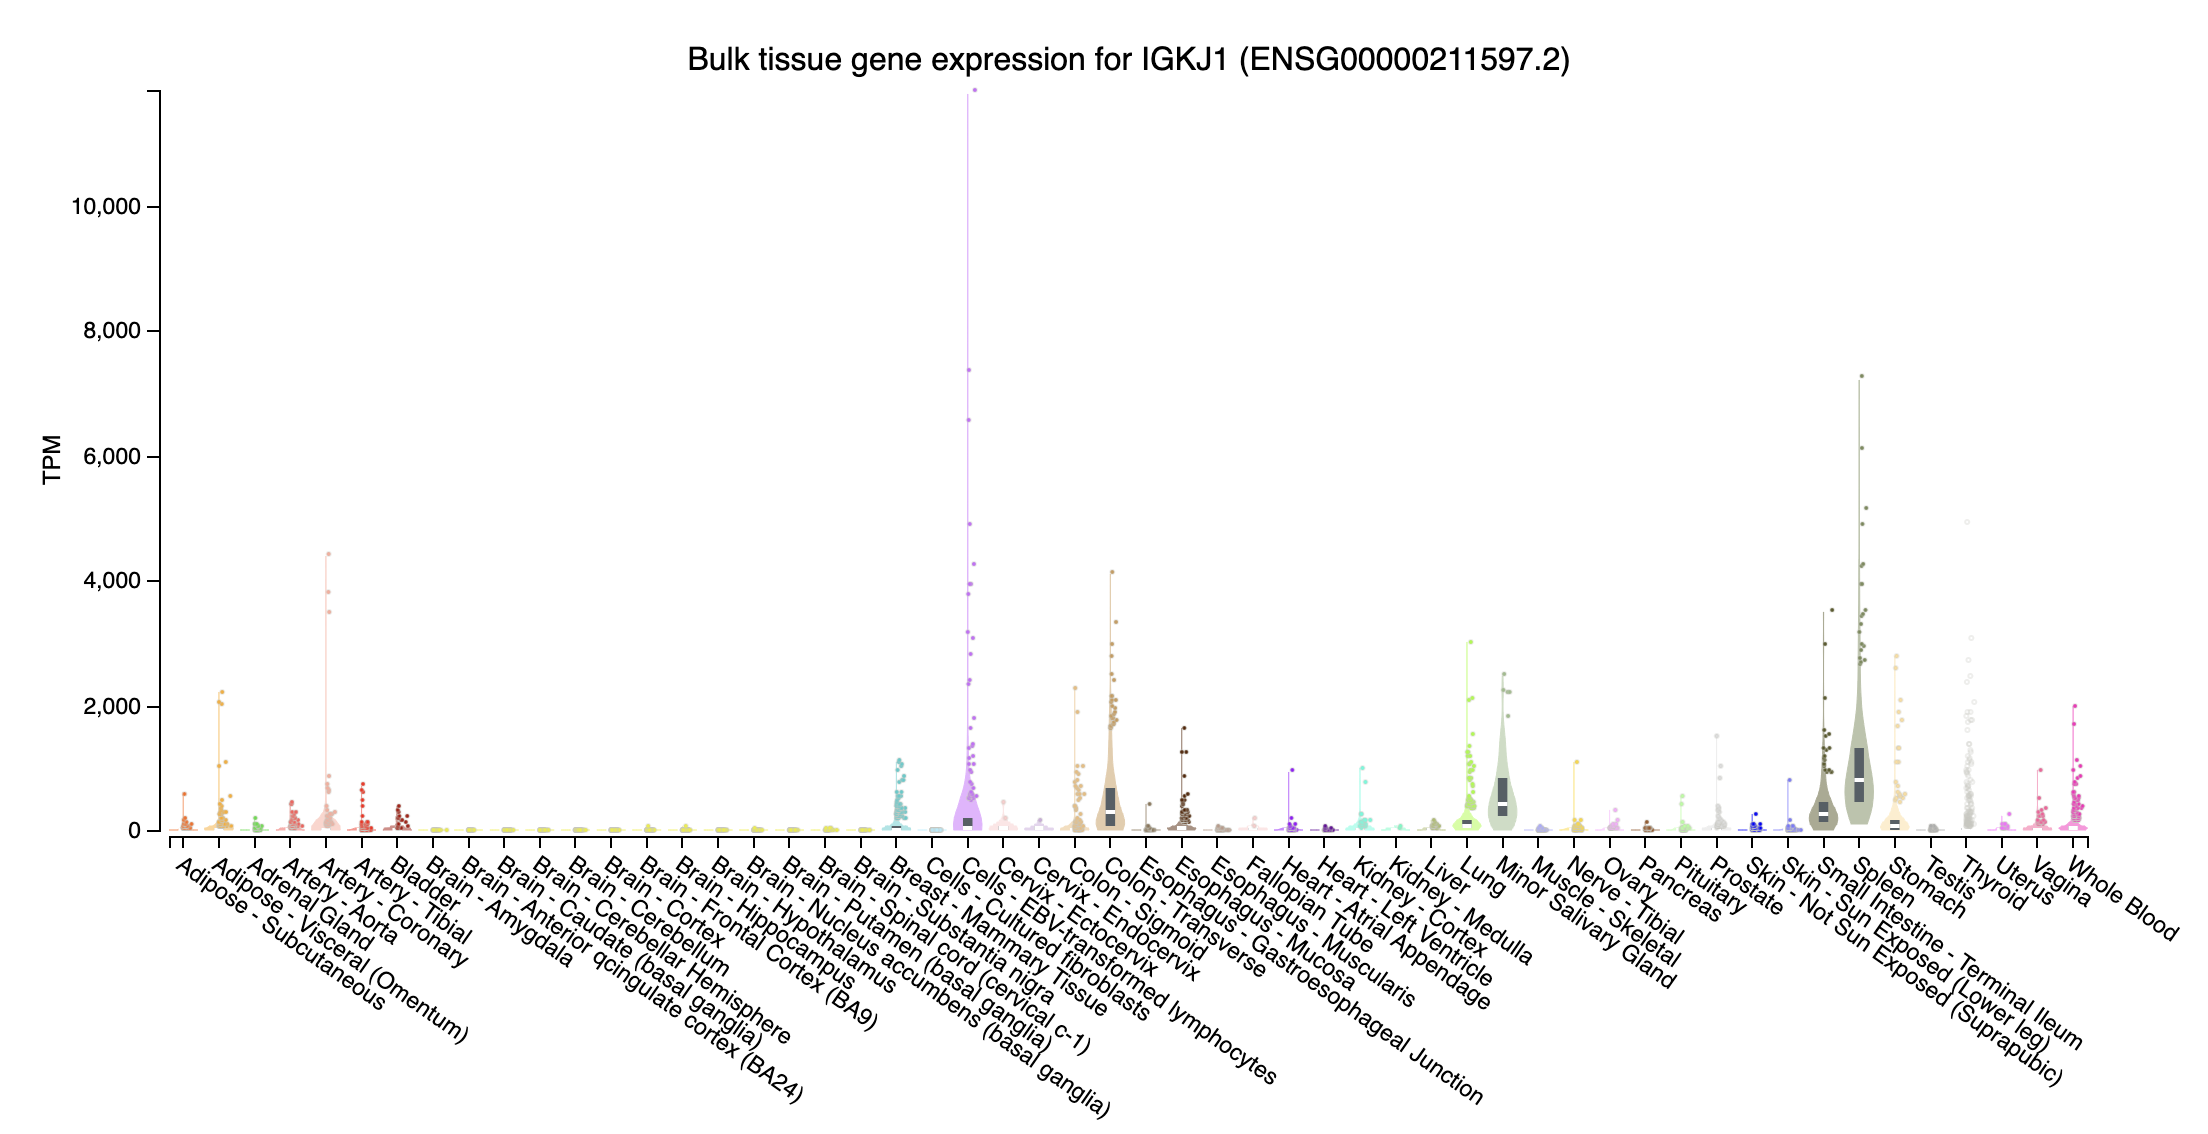 Bulk tissue gene expression for IGKJ1 (ENSG00000211597.2)
TPM
10,000
8,000
6,000
4,000
2,000
0
Adipose - Subcutaneous
Adipose - Visceral (Omentum)
Adrenal Gland
Artery - Aorta
Artery - Coronary
Artery - Tibial
Bladder
Brain - Amygdala
Brain - Anterior qcingulate cortex (BA24)
Brain - Caudate (basal ganglia)
Brain - Cerebellar Hemisphere
Brain - Cerebellum
Brain - Cortex
Brain - Frontal Cortex (BA9)
Brain - Hippocampus
Brain - Hypothalamus
Brain - Nucleus accumbens (basal ganglia)
Brain - Putamen (basal ganglia)
Brain - Spinal cord (cervical c-1)
Brain - Substantia nigra
Breast - Mammary Tissue
Cells - Cultured fibroblasts
Cells - EBV-transformed lymphocytes
Cervix - Ectocervix
Cervix - Endocervix
Colon - Sigmoid
Colon - Transverse
Esophagus - Gastroesophageal Junction
Esophagus - Mucosa
Esophagus - Muscularis
Fallopian Tube
Heart - Atrial Appendage
Heart - Left Ventricle
Kidney - Cortex
Kidney - Medulla
Liver
Lung
Minor Salivary Gland
Muscle - Skeletal
Nerve - Tibial
Ovary
Pancreas
Pituitary
Prostate
Skin - Not Sun Exposed (Suprapubic)
Skin - Sun Exposed (Lower leg)
Small Intestine - Terminal Ileum
Spleen
Stomach
Testis
Thyroid
Uterus
Vagina
Whole Blood